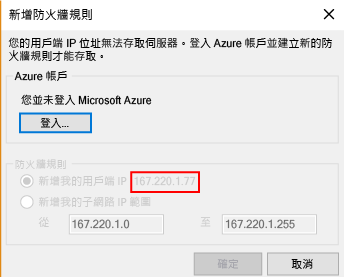 新增防火牆規則
您的用戶端 IP 位址無法存取伺服器。登入 Azure 帳戶並建立新的防
火牆規則才能存取。
Azure 帳戶
您並未登入 Microsoft Azure
登入...
防火牆規則
新增我的用戶端 IP 167.220.1.77
新增我的子網路 IP 範圍
從 167.220.1.0 至 167.220.1.255
確定 取消